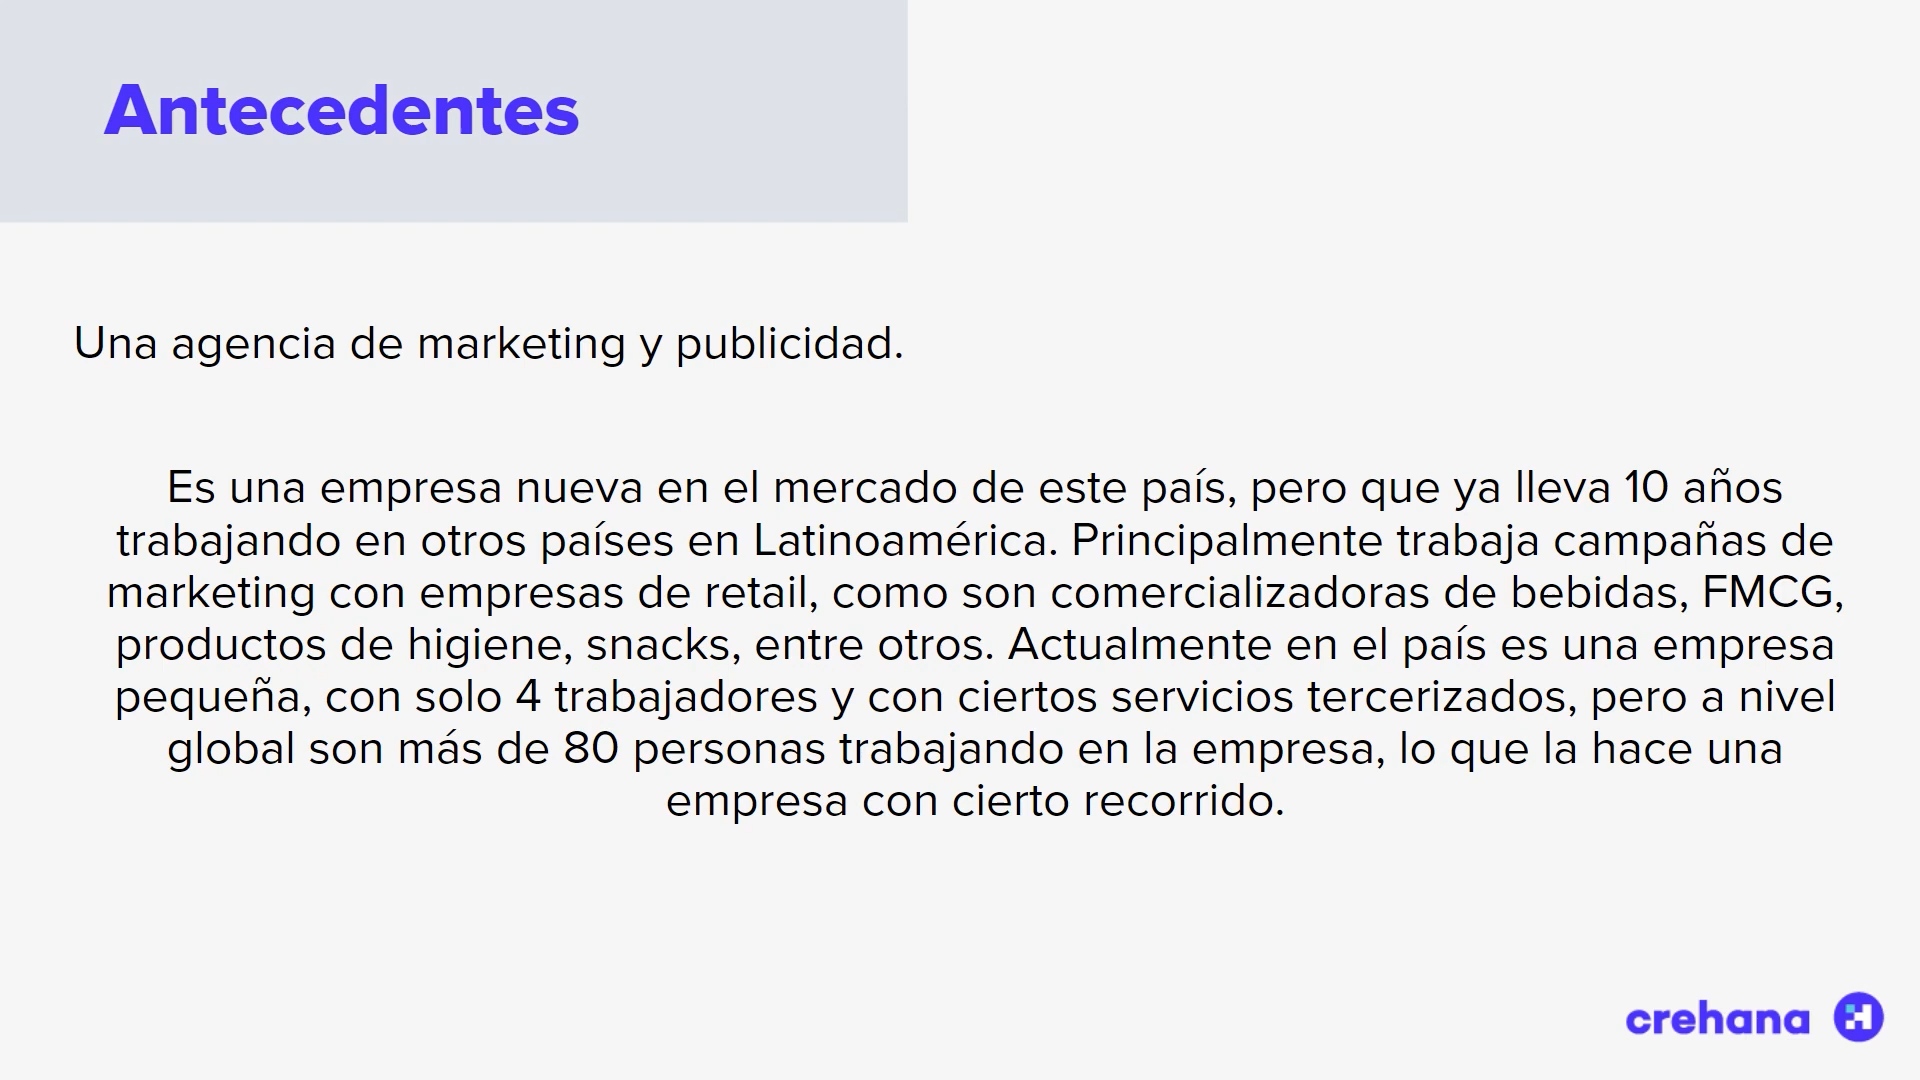 Antecedentes
Una agencia de marketing y publicidad.
Es una empresa nueva en el mercado de este país, pero que ya lleva 10 años
trabajando en otros países en Latinoamérica. Principalmente trabaja campañas de
marketing con empresas de retail, como son comercializadoras de bebidas, FMCG,
productos de higiene, snacks, entre otros. Actualmente en el país es una empresa
pequeña, con solo 4 trabajadores y con ciertos servicios tercerizados, pero a nivel
global son más de 80 personas trabajando en la empresa, lo que la hace una
empresa con cierto recorrido.
crehana